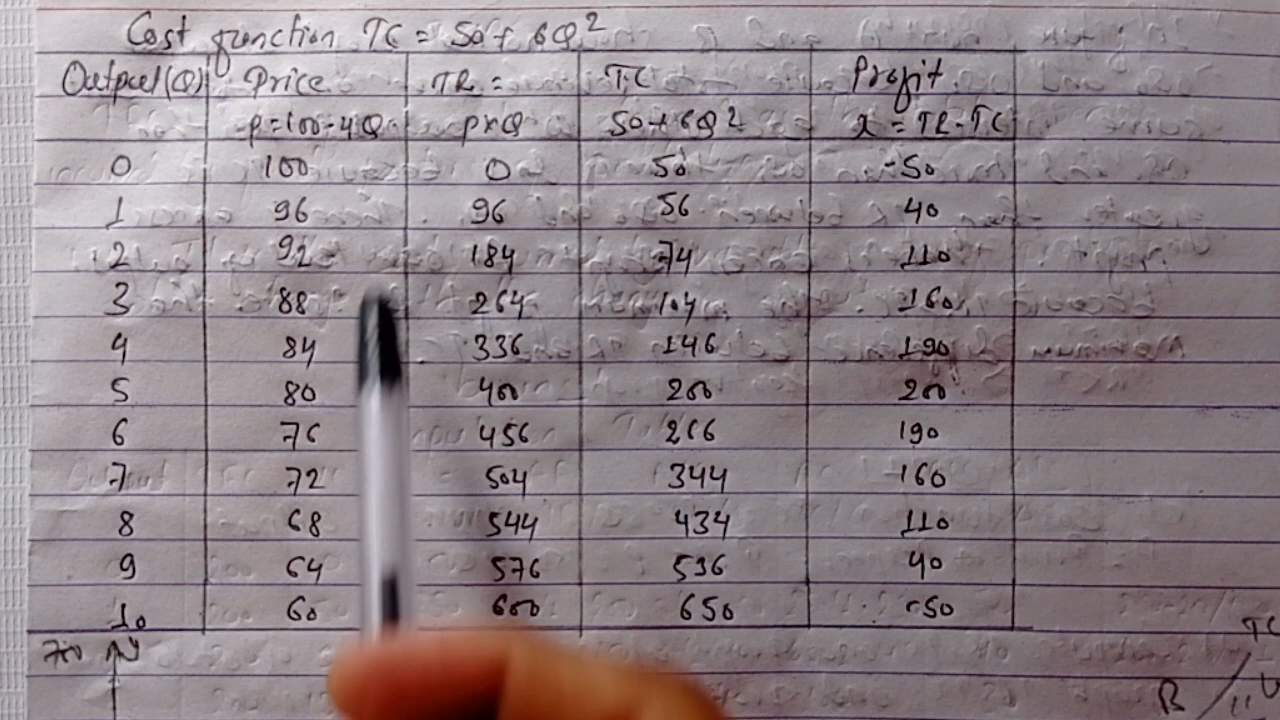 Cost function TC = 50 + 6Q²
Output(Q) Price TR = TC Profit
p=100-4Q p×Q 50+6Q² π = TR-TC
0 100 0 50 -50
1 96 96 56 40
2 92 184 74 110
3 88 264 104 160
4 84 336 146 190
5 80 400 200 200
6 76 456 266 190
7 72 504 344 160
8 68 544 434 110
9 64 576 536 40
10 60 600 650 -50
700
TC
B